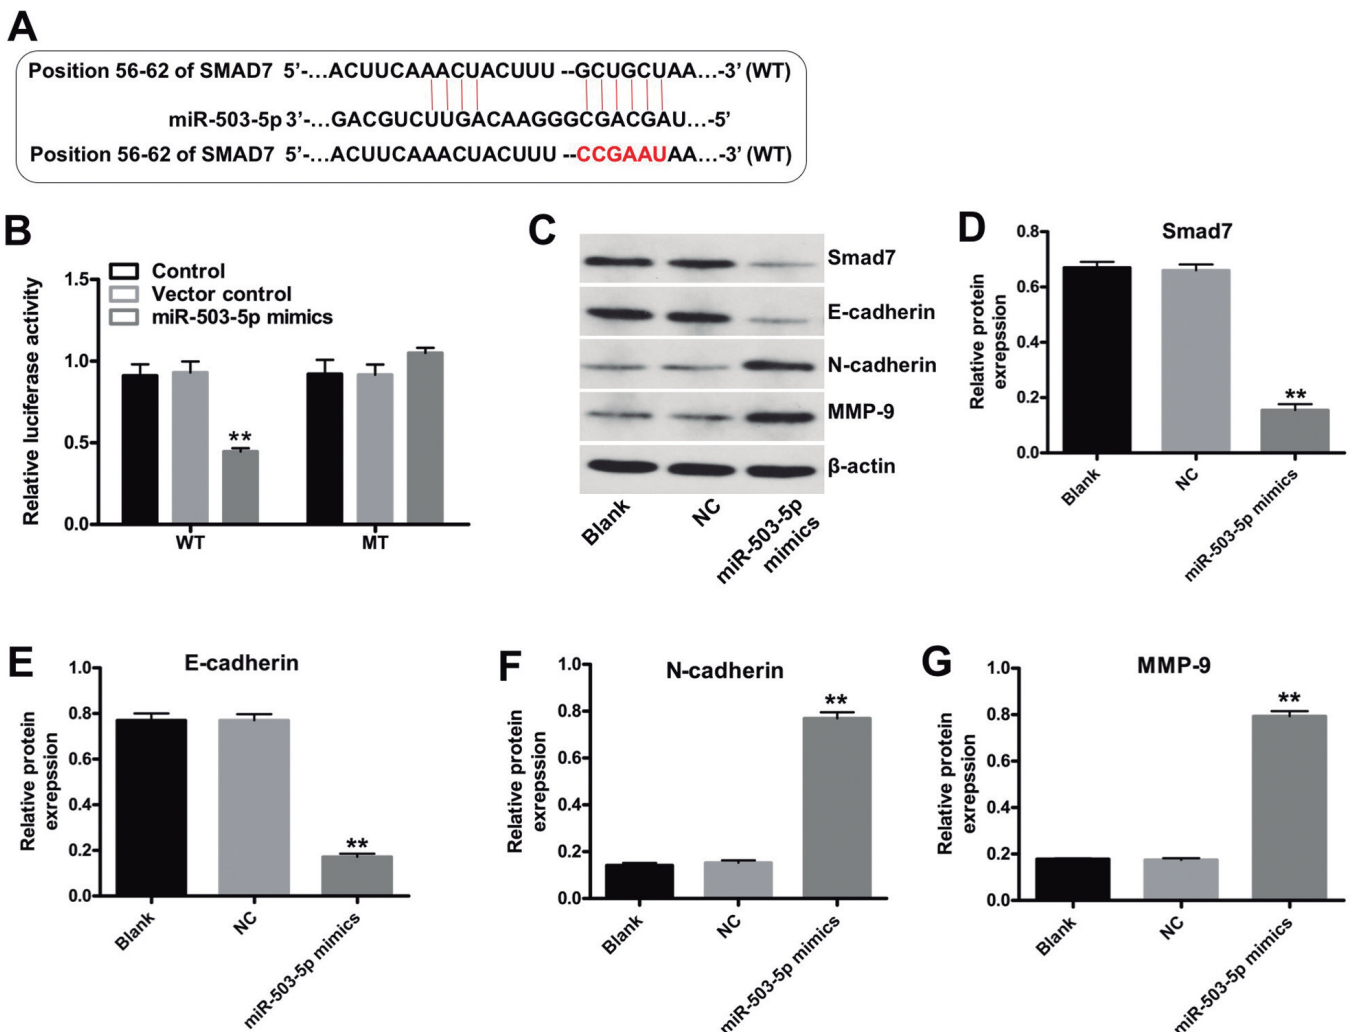 A
Position 56-62 of SMAD7 5’-...ACUUCAAACUACUUU --GCUGCUAA...-3’ (WT)
miR-503-5p 3’-...GACGUCUUGACAAGGGCGACGAU...-5’
Position 56-62 of SMAD7 5’-...ACUUCAAACUACUUU --CCGAAUAA...-3’ (WT)
B
Relative luciferase activity
1.5
1.0
0.5
0.0
Control
Vector control
miR-503-5p mimics
**
WT
MT
C
Smad7
E-cadherin
N-cadherin
MMP-9
β-actin
Blank
NC
miR-503-5p
mimics
D
Smad7
Relative protein
exrepssion
0.8
0.6
0.4
0.2
0.0
**
Blank
NC
miR-503-5p mimics
E
E-cadherin
Relative protein
exrepssion
1.0
0.8
0.6
0.4
0.2
0.0
**
Blank
NC
miR-503-5p mimics
F
N-cadherin
Relative protein
exrepssion
1.0
0.8
0.6
0.4
0.2
0.0
**
Blank
NC
miR-503-5p mimics
G
MMP-9
Relative protein
exrepssion
1.0
0.8
0.6
0.4
0.2
0.0
**
Blank
NC
miR-503-5p mimics